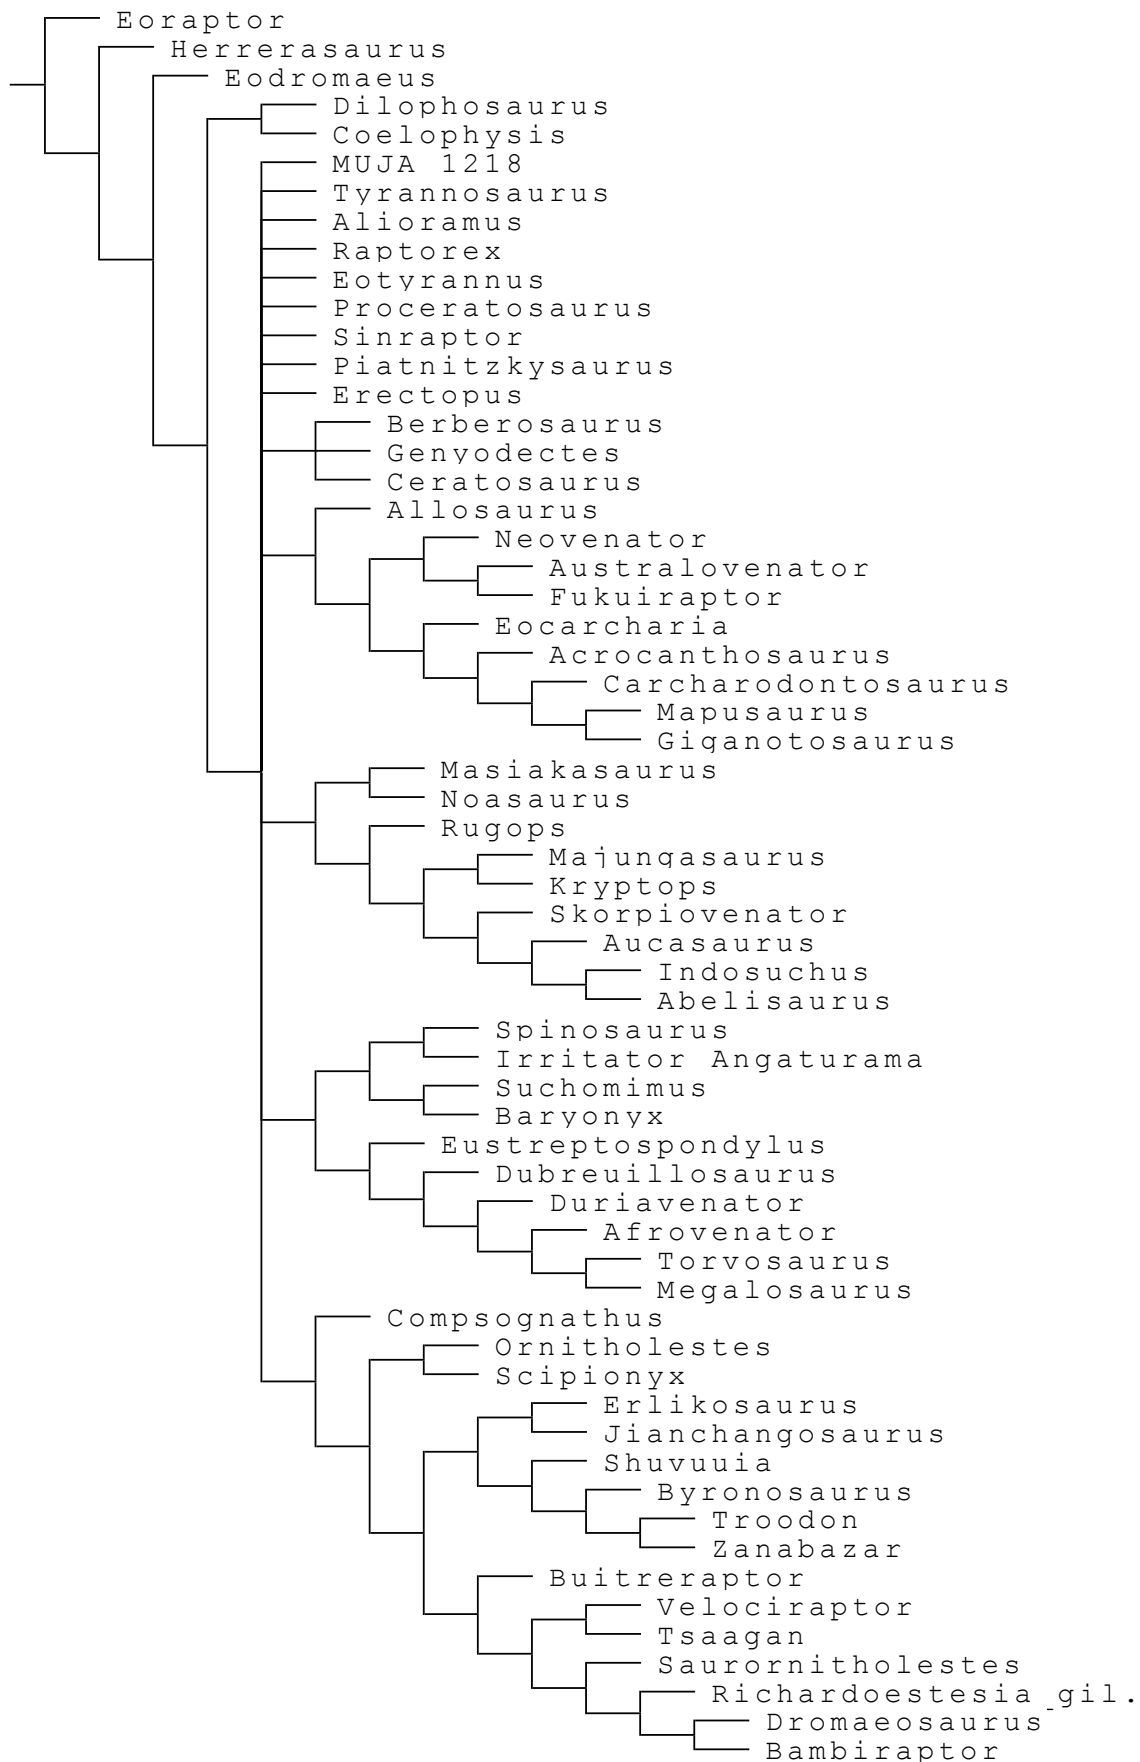 Eoraptor
Herrerasaurus
Eodromaeus
Dilophosaurus
Coelophysis
MUJA 1218
Tyrannosaurus
Alioramus
Raptorex
Eotyrannus
Proceratosaurus
Sinraptor
Piatnitzkysaurus
Erectopus
Berberosaurus
Genyodectes
Ceratosaurus
Allosaurus
Neovenator
Australovenator
Fukuiraptor
Eocarcharia
Acrocanthosaurus
Carcharodontosaurus
Mapusaurus
Giganotosaurus
Masiakasaurus
Noasaurus
Rugops
Majungasaurus
Kryptops
Skorpiovenator
Aucasaurus
Indosuchus
Abelisaurus
Spinosaurus
Irritator Angaturama
Suchomimus
Baryonyx
Eustreptospondylus
Dubreuillosaurus
Duriavenator
Afrovenator
Torvosaurus
Megalosaurus
Compsognathus
Ornitholestes
Scipionyx
Erlikosaurus
Jianchangosaurus
Shuvuuia
Byronosaurus
Troodon
Zanabazar
Buitreraptor
Velociraptor
Tsaagan
Saurornitholestes
Richardoestesia_gil.
Dromaeosaurus
Bambiraptor